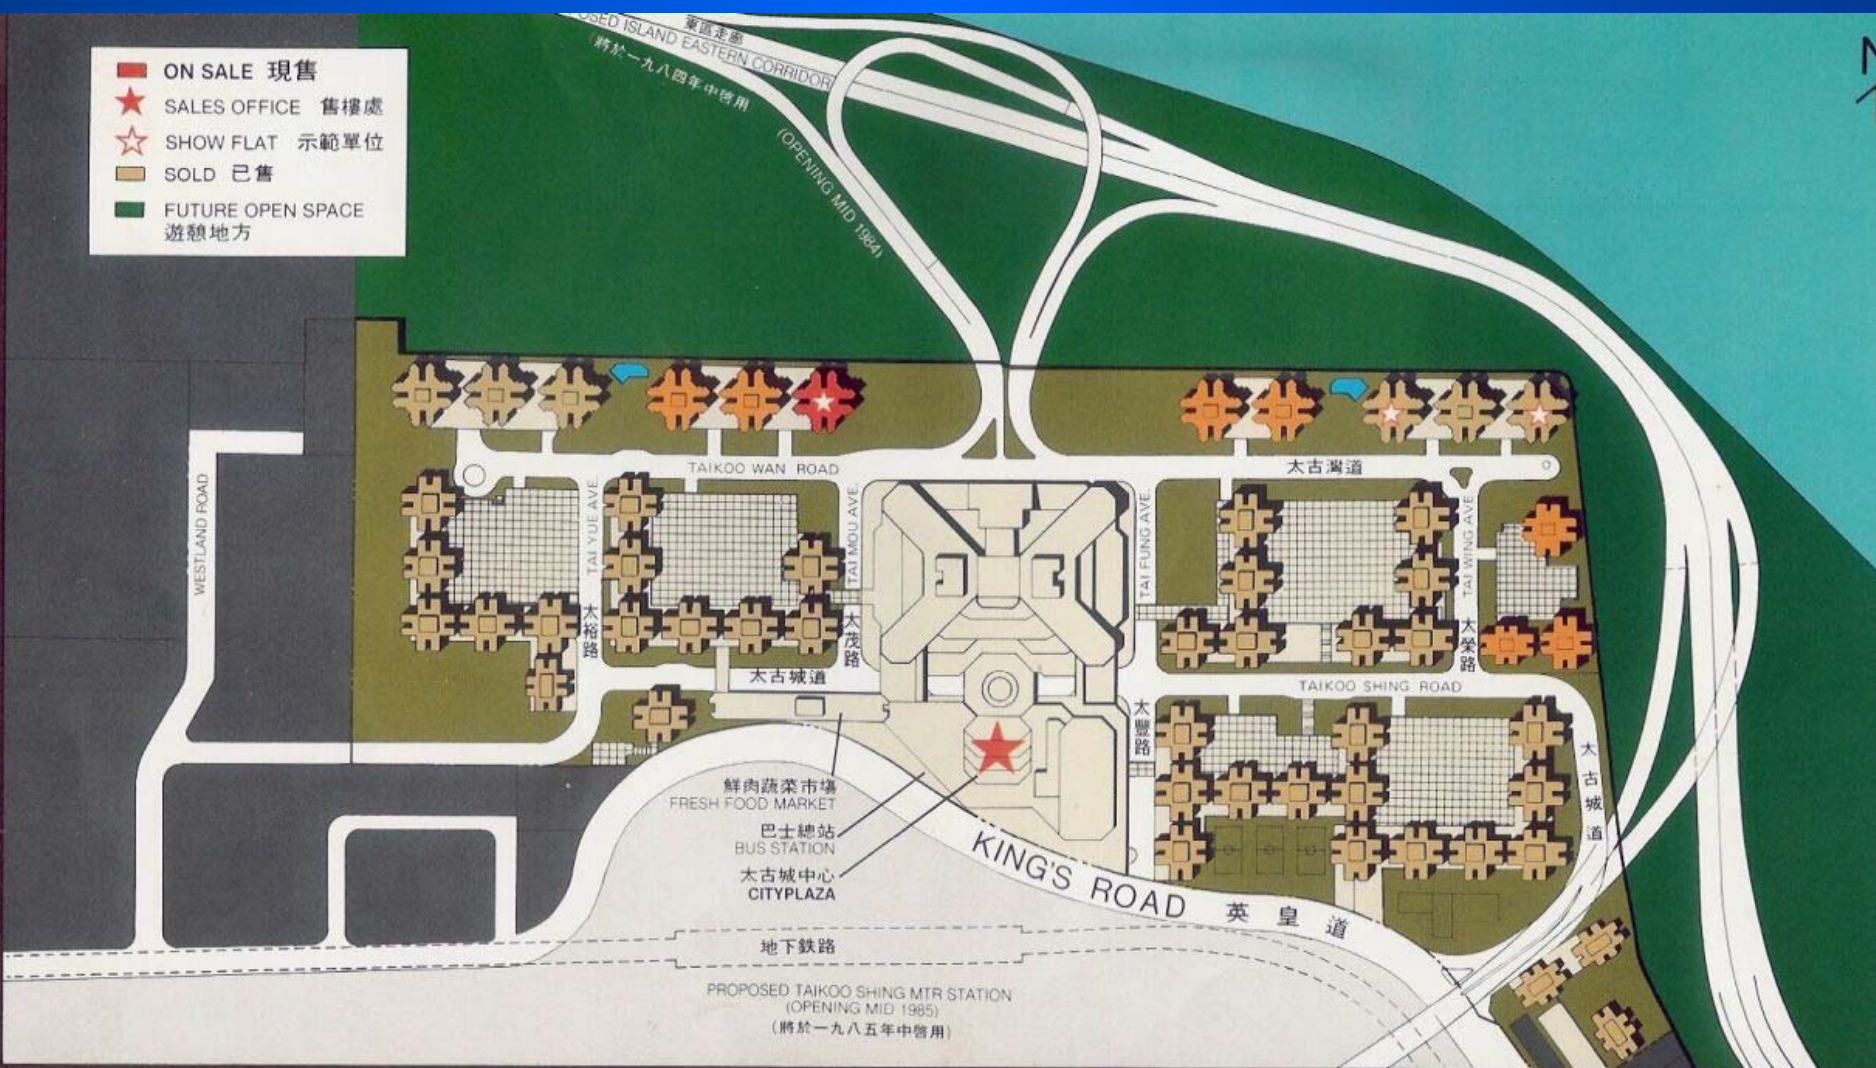 ON SALE 現售
SALES OFFICE 售樓處
SHOW FLAT 示範單位
SOLD 已售
FUTURE OPEN SPACE
遊憩地方
東區走廊
OSED ISLAND EASTERN CORRIDOR
(將於一九八四年中啓用
(OPENING MID 1984)
N
WESTLAND ROAD
TAIKOO WAN ROAD
太古灣道
TAI YUE AVE.
太裕路
TAI MOU AVE.
太茂路
TAI FUNG AVE.
太豐路
TAI WING AVE.
太榮路
太古城道
TAIKOO SHING ROAD
太古城道
鮮肉蔬菜市場
FRESH FOOD MARKET
巴士總站
BUS STATION
太古城中心
CITYPLAZA
KING'S ROAD 英皇道
地下鉄路
PROPOSED TAIKOO SHING MTR STATION
(OPENING MID 1985)
(將於一九八五年中啓用)